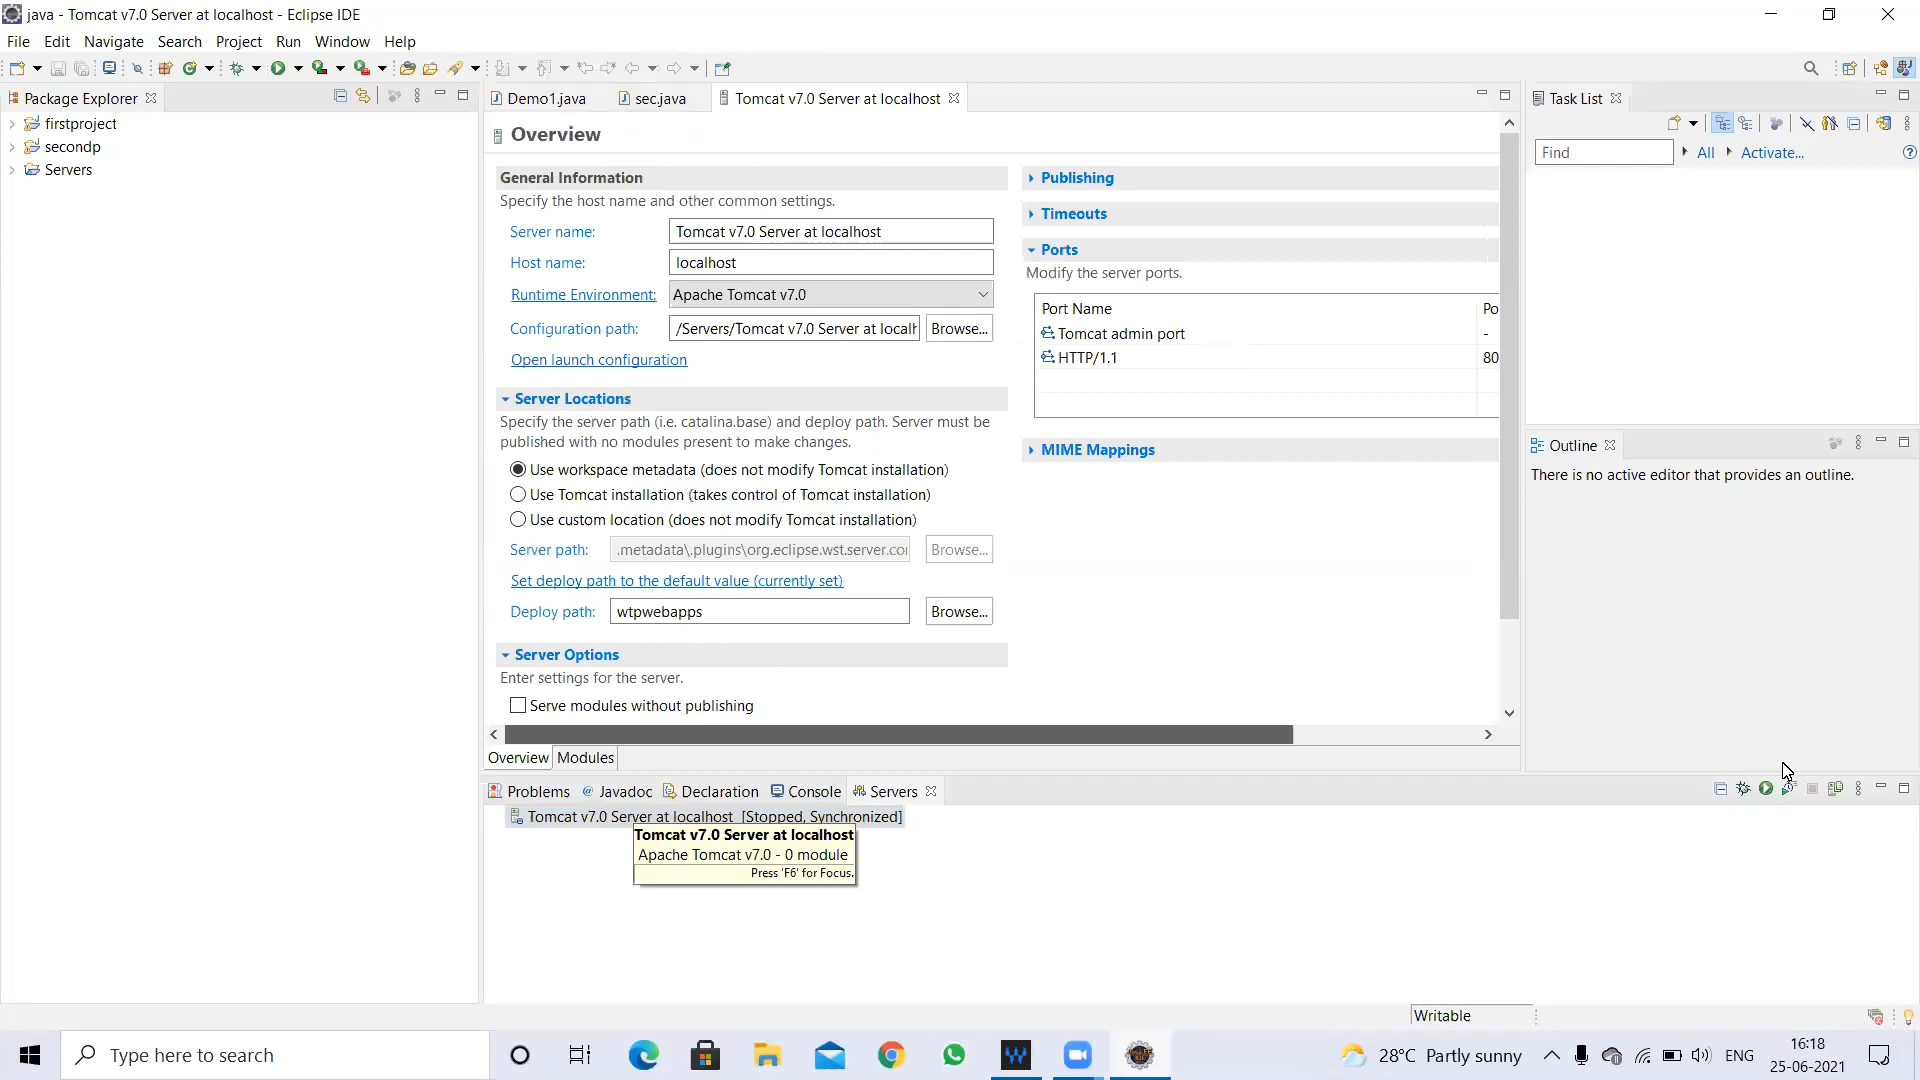 java - Tomcat v7.0 Server at localhost - Eclipse IDE
File Edit Navigate Search Project Run Window Help
Package Explorer
firstproject
secondp
Servers
Demo1.java
sec.java
Tomcat v7.0 Server at localhost
Overview
General Information
Specify the host name and other common settings.
Server name: Tomcat v7.0 Server at localhost
Host name: localhost
Runtime Environment: Apache Tomcat v7.0
Configuration path: /Servers/Tomcat v7.0 Server at localh Browse...
Open launch configuration
Server Locations
Specify the server path (i.e. catalina.base) and deploy path. Server must be
published with no modules present to make changes.
Use workspace metadata (does not modify Tomcat installation)
Use Tomcat installation (takes control of Tomcat installation)
Use custom location (does not modify Tomcat installation)
Server path: .metadata\.plugins\org.eclipse.wst.server.cor Browse...
Set deploy path to the default value (currently set)
Deploy path: wtpwebapps Browse...
Server Options
Enter settings for the server.
Serve modules without publishing
Publishing
Timeouts
Ports
Modify the server ports.
Port Name Po
Tomcat admin port -
HTTP/1.1 80
MIME Mappings
Overview Modules
Task List
Find All Activate...
Outline
There is no active editor that provides an outline.
Problems @ Javadoc Declaration Console Servers
Tomcat v7.0 Server at localhost [Stopped, Synchronized]
Tomcat v7.0 Server at localhost
Apache Tomcat v7.0 - 0 module
Press 'F6' for Focus.
Writable
Type here to search
28°C Partly sunny
ENG
16:18
25-06-2021